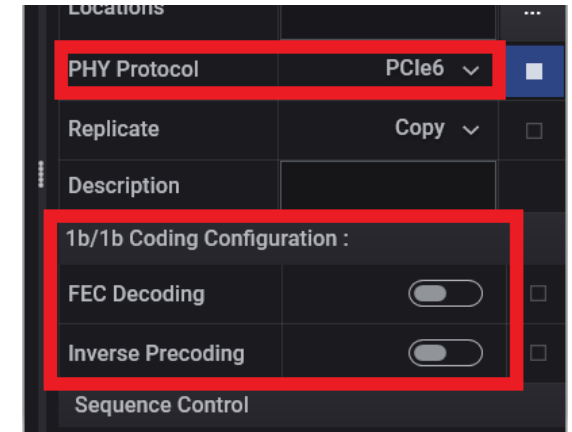 Locations
...
PHY Protocol PCIe6
Replicate Copy
Description
1b/1b Coding Configuration :
FEC Decoding
Inverse Precoding
Sequence Control